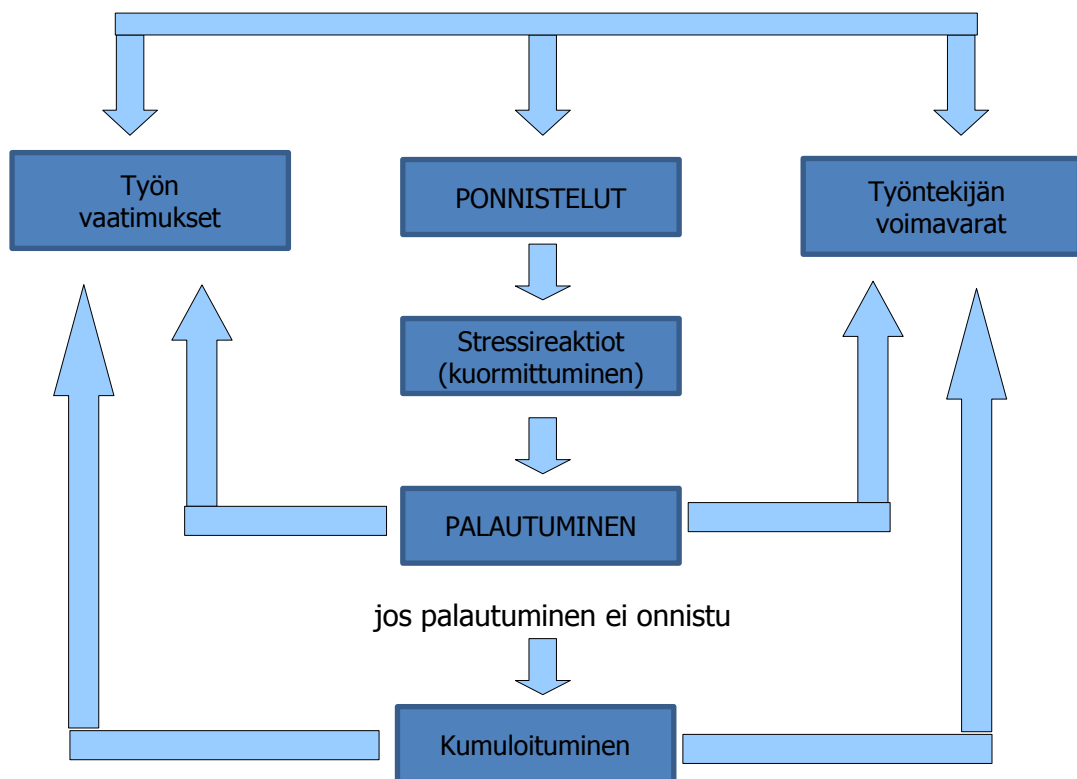 Työn
vaatimukset
PONNISTELUT
Työntekijän
voimavarat
Stressireaktiot
(kuormittuminen)
PALAUTUMINEN
jos palautuminen ei onnistu
Kumuloituminen